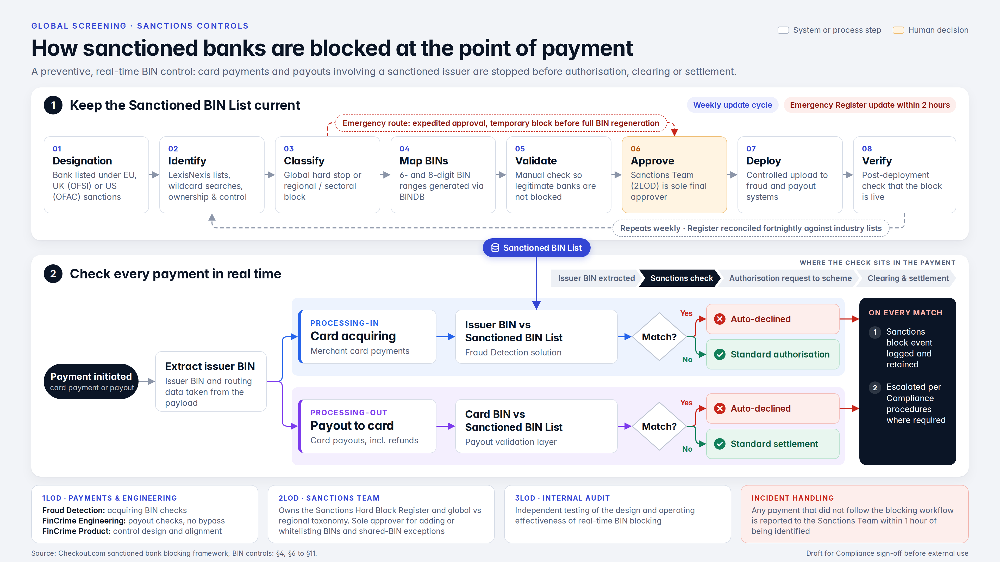 GLOBAL SCREENING · SANCTIONS CONTROLS
System or process step
Human decision
How sanctioned banks are blocked at the point of payment
A preventive, real-time BIN control: card payments and payouts involving a sanctioned issuer are stopped before authorisation, clearing or settlement.
1
Keep the Sanctioned BIN List current
Weekly update cycle
Emergency Register update within 2 hours
Emergency route: expedited approval, temporary block before full BIN regeneration
01
Designation
Bank listed under EU,
UK (OFSI) or US
(OFAC) sanctions
02
Identify
LexisNexis lists,
wildcard searches,
ownership & control
03
Classify
Global hard stop or
regional / sectoral
block
04
Map BINs
6- and 8-digit BIN
ranges generated via
BINDB
05
Validate
Manual check so
legitimate banks are
not blocked
06
Approve
Sanctions Team
(2LOD) is sole final
approver
07
Deploy
Controlled upload to
fraud and payout
systems
08
Verify
Post-deployment
check that the block
is live
Repeats weekly · Register reconciled fortnightly against industry lists
Sanctioned BIN List
2
Check every payment in real time
WHERE THE CHECK SITS IN THE PAYMENT
Issuer BIN extracted
Sanctions check
Authorisation request to scheme
Clearing & settlement
Payment initiated
card payment or payout
Extract issuer BIN
Issuer BIN and routing
data taken from the
payload
PROCESSING-IN
Card acquiring
Merchant card payments
Issuer BIN vs
Sanctioned BIN List
Fraud Detection solution
Match?
Yes
No
Auto-declined
Standard authorisation
PROCESSING-OUT
Payout to card
Card payouts, incl. refunds
Card BIN vs
Sanctioned BIN List
Payout validation layer
Match?
Yes
No
Auto-declined
Standard settlement
ON EVERY MATCH
1
Sanctions
block event
logged and
retained
2
Escalated per
Compliance
procedures
where required
1LOD · PAYMENTS & ENGINEERING
Fraud Detection: acquiring BIN checks
FinCrime Engineering: payout checks, no bypass
FinCrime Product: control design and alignment
2LOD · SANCTIONS TEAM
Owns the Sanctions Hard Block Register and global vs
regional taxonomy. Sole approver for adding or
whitelisting BINs and shared-BIN exceptions
3LOD · INTERNAL AUDIT
Independent testing of the design and operating
effectiveness of real-time BIN blocking
INCIDENT HANDLING
Any payment that did not follow the blocking workflow
is reported to the Sanctions Team within 1 hour of
being identified
Source: Checkout.com sanctioned bank blocking framework, BIN controls: §4, §6 to §11.
Draft for Compliance sign-off before external use